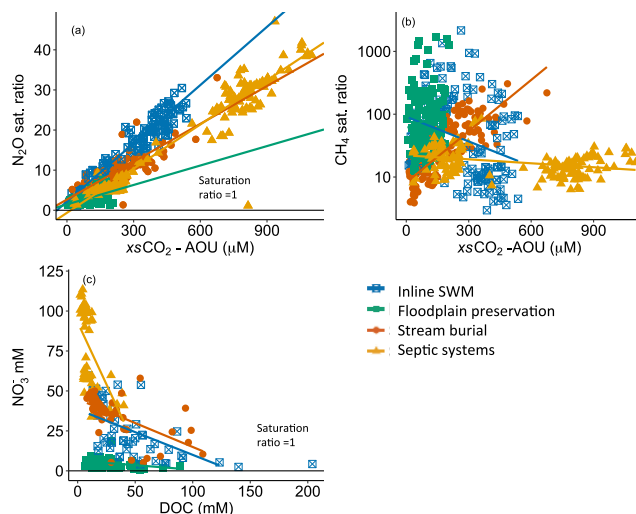 (a)
N2O sat. ratio
40
30
20
10
0
Saturation
ratio =1
0 300 600 900
xsCO2 - AOU (μM)
(b)
CH4 sat. ratio
1000
100
10
0 300 600 900
xsCO2 -AOU (μM)
(c)
NO3- mM
125
100
75
50
25
0
Saturation
ratio =1
0 50 100 150 200
DOC (mM)
Inline SWM
Floodplain preservation
Stream burial
Septic systems